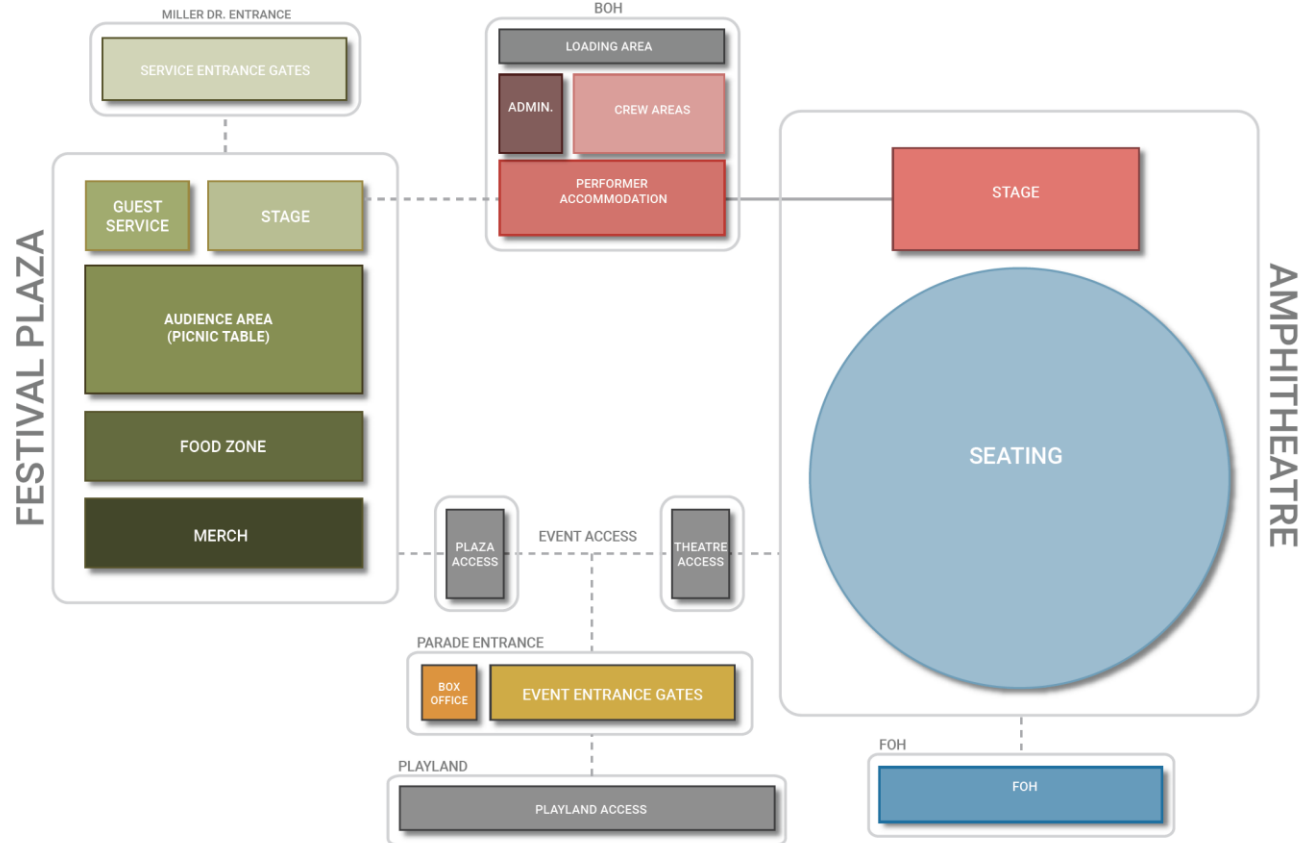 MILLER DR. ENTRANCE
SERVICE ENTRANCE GATES
BOH
LOADING AREA
ADMIN.
CREW AREAS
PERFORMER
ACCOMMODATION
FESTIVAL PLAZA
GUEST
SERVICE
STAGE
AUDIENCE AREA
(PICNIC TABLE)
FOOD ZONE
MERCH
STAGE
SEATING
AMPHITHEATRE
PLAZA
ACCESS
EVENT ACCESS
THEATRE
ACCESS
PARADE ENTRANCE
BOX
OFFICE
EVENT ENTRANCE GATES
PLAYLAND
PLAYLAND ACCESS
FOH
FOH